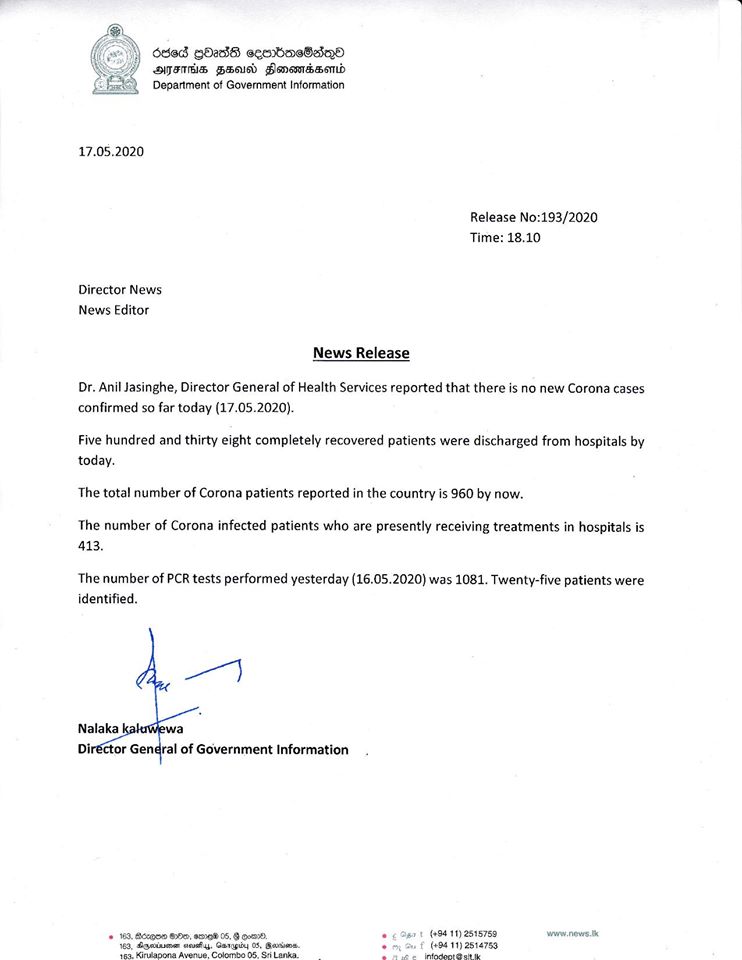 රජයේ ප්‍රවෘත්ති දෙපාර්තමේන්තුව
அரசாங்க தகவல் திணைக்களம்
Department of Government Information
17.05.2020
Release No:193/2020
Time: 18.10
Director News
News Editor
News Release
Dr. Anil Jasinghe, Director General of Health Services reported that there is no new Corona cases
confirmed so far today (17.05.2020).
Five hundred and thirty eight completely recovered patients were discharged from hospitals by
today.
The total number of Corona patients reported in the country is 960 by now.
The number of Corona infected patients who are presently receiving treatments in hospitals is
413.
The number of PCR tests performed yesterday (16.05.2020) was 1081. Twenty-five patients were
identified.
Nalaka kaluwewa
Director General of Government Information
163, කිරුලපන මාවත, කොළඹ 05, ශ්‍රී ලංකාව.
163, கிருலப்பனை எவனியூ, கொழும்பு 05, இலங்கை.
163, Kirulapona Avenue, Colombo 05, Sri Lanka.
(+94 11) 2515759
(+94 11) 2514753
infodept@slt.lk
www.news.lk